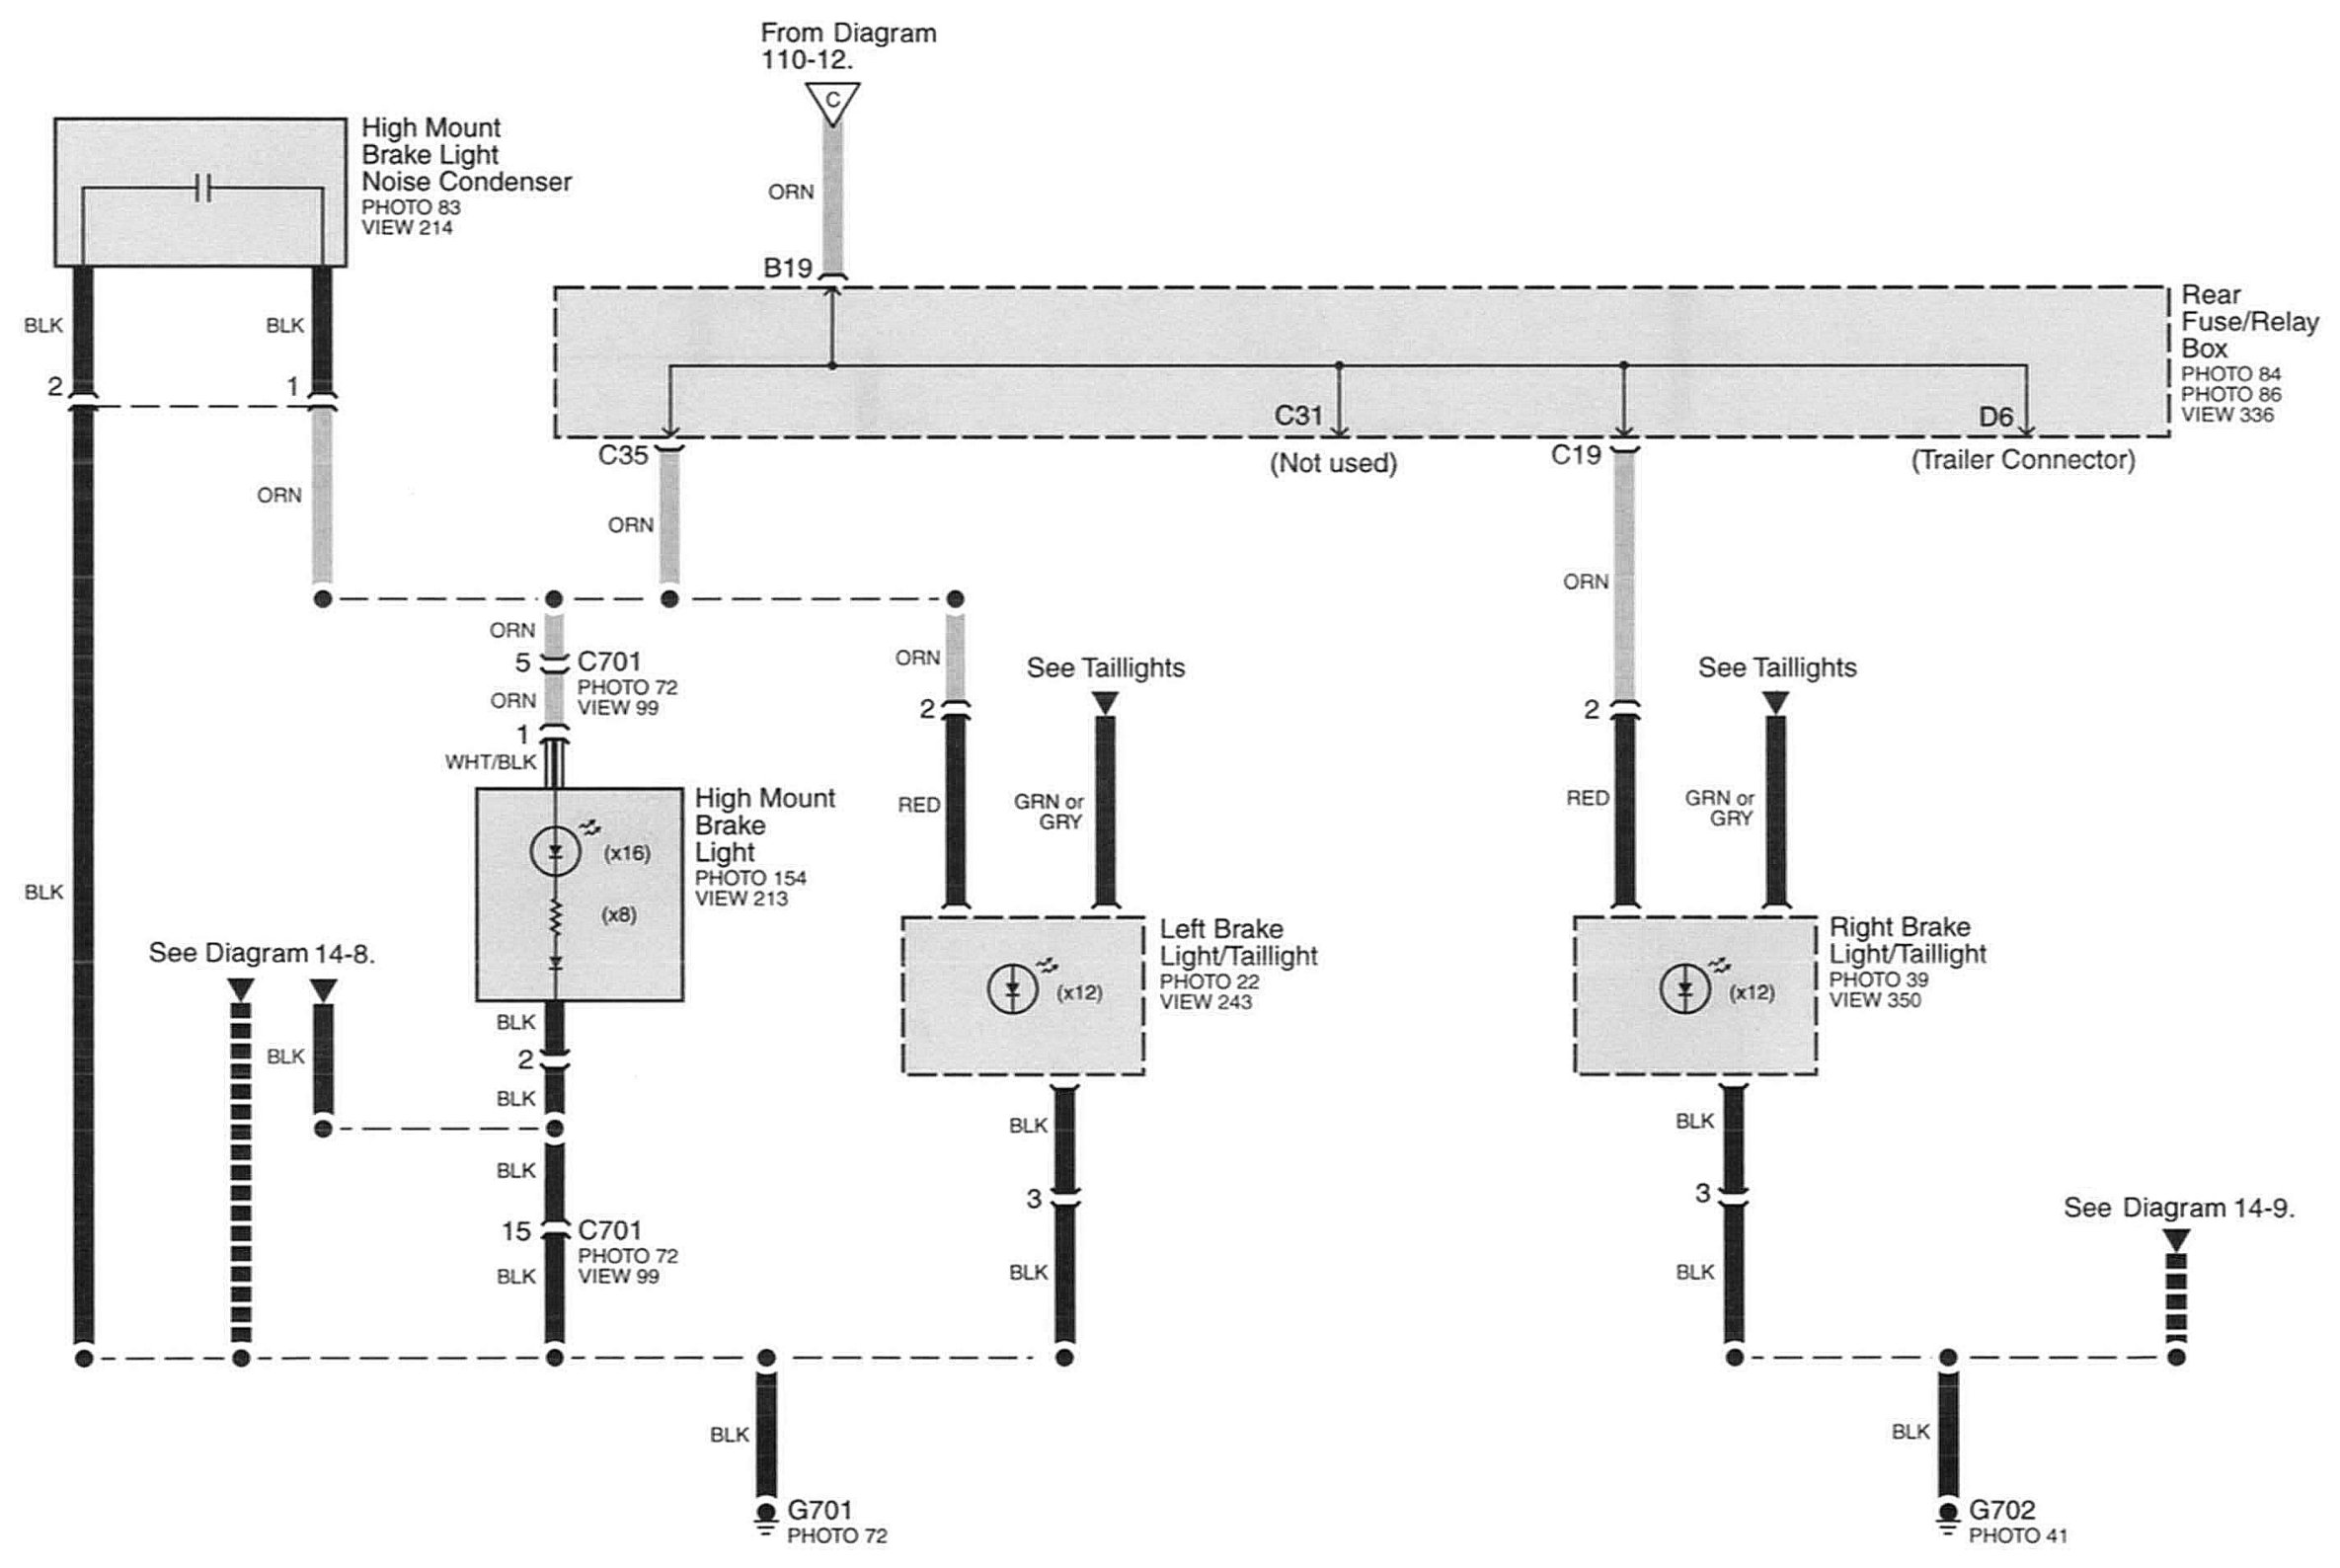 From Diagram
110-12.
C
High Mount
Brake Light
Noise Condenser
PHOTO 83
VIEW 214
ORN
B19
Rear
Fuse/Relay
Box
PHOTO 84
PHOTO 86
VIEW 336
BLK
BLK
2
1
C31
D6
C35
(Not used)
C19
(Trailer Connector)
ORN
ORN
ORN
ORN
5
C701
PHOTO 72
VIEW 99
ORN
1
WHT/BLK
ORN
2
See Taillights
2
See Taillights
RED
GRN or
GRY
RED
GRN or
GRY
High Mount
Brake
Light
PHOTO 154
VIEW 213
(x16)
(x8)
BLK
See Diagram 14-8.
BLK
Left Brake
Light/Taillight
PHOTO 22
VIEW 243
(x12)
Right Brake
Light/Taillight
PHOTO 39
VIEW 350
(x12)
BLK
2
BLK
BLK
15
C701
PHOTO 72
VIEW 99
BLK
BLK
3
BLK
BLK
3
BLK
See Diagram 14-9.
BLK
G701
PHOTO 72
BLK
G702
PHOTO 41